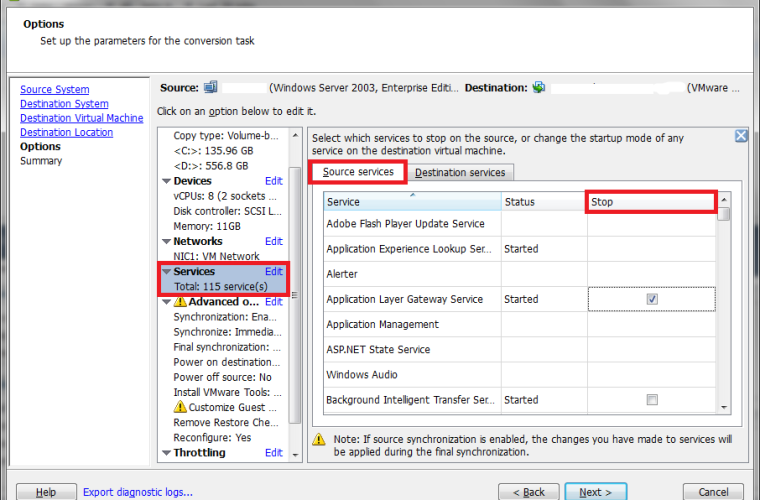 Options
Set up the parameters for the conversion task
Source System
Destination System
Destination Virtual Machine
Destination Location
Options
Summary
Source: (Windows Server 2003, Enterprise Editi... Destination: (VMware ...
Click on an option below to edit it.
Copy type: Volume-b...
<C:>: 135.96 GB
<D:>: 556.8 GB
Devices Edit
vCPUs: 8 (2 sockets ...
Disk controller: SCSI L...
Memory: 11GB
Networks Edit
NIC1: VM Network
Services Edit
Total: 115 service(s)
Advanced o... Edit
Synchronization: Ena...
Synchronize: Immedia...
Final synchronization: ...
Power on destination...
Power off source: No
Install VMware Tools: ...
Customize Guest ...
Remove Restore Che...
Reconfigure: Yes
Throttling Edit
Select which services to stop on the source, or change the startup mode of any
service on the destination virtual machine.
Source services Destination services
Service Status Stop
Adobe Flash Player Update Service
Application Experience Lookup Ser... Started
Alerter
Application Layer Gateway Service Started
Application Management
ASP.NET State Service
Windows Audio
Background Intelligent Transfer Ser... Started
Note: If source synchronization is enabled, the changes you have made to services will
be applied during the final synchronization.
Help Export diagnostic logs... < Back Next > Cancel